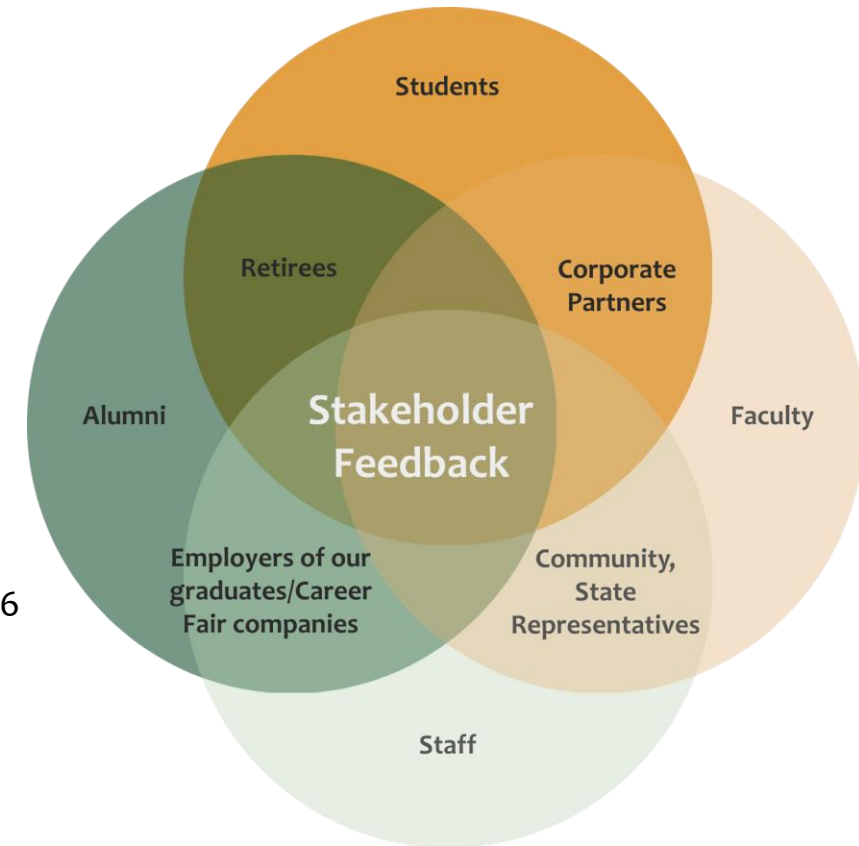 Students
Retirees
Corporate
Partners
Alumni
Stakeholder
Feedback
Faculty
Employers of our
graduates/Career
Fair companies
Community,
State
Representatives
6
Staff